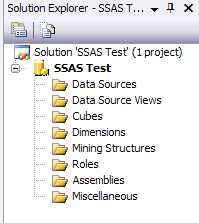 Solution Explorer - SSAS T...
Solution 'SSAS Test' (1 project)
SSAS Test
Data Sources
Data Source Views
Cubes
Dimensions
Mining Structures
Roles
Assemblies
Miscellaneous